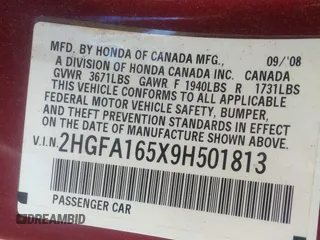 MFD. BY HONDA OF CANADA MFG., 09/'08
A DIVISION OF HONDA CANADA INC. CANADA
GVWR 3671LBS GAWR F 1940LBS R 1731LBS
THIS VEHICLE CONFORMS TO ALL APPLICABLE
FEDERAL MOTOR VEHICLE SAFETY, BUMPER,
AND THEFT PREVENTION STANDARDS IN EFFECT
ON THE DATE OF MANUFACTURE SHOWN ABOVE.
V.I.N. 2HGFA165X9H501813
PASSENGER CAR
DREAMBID